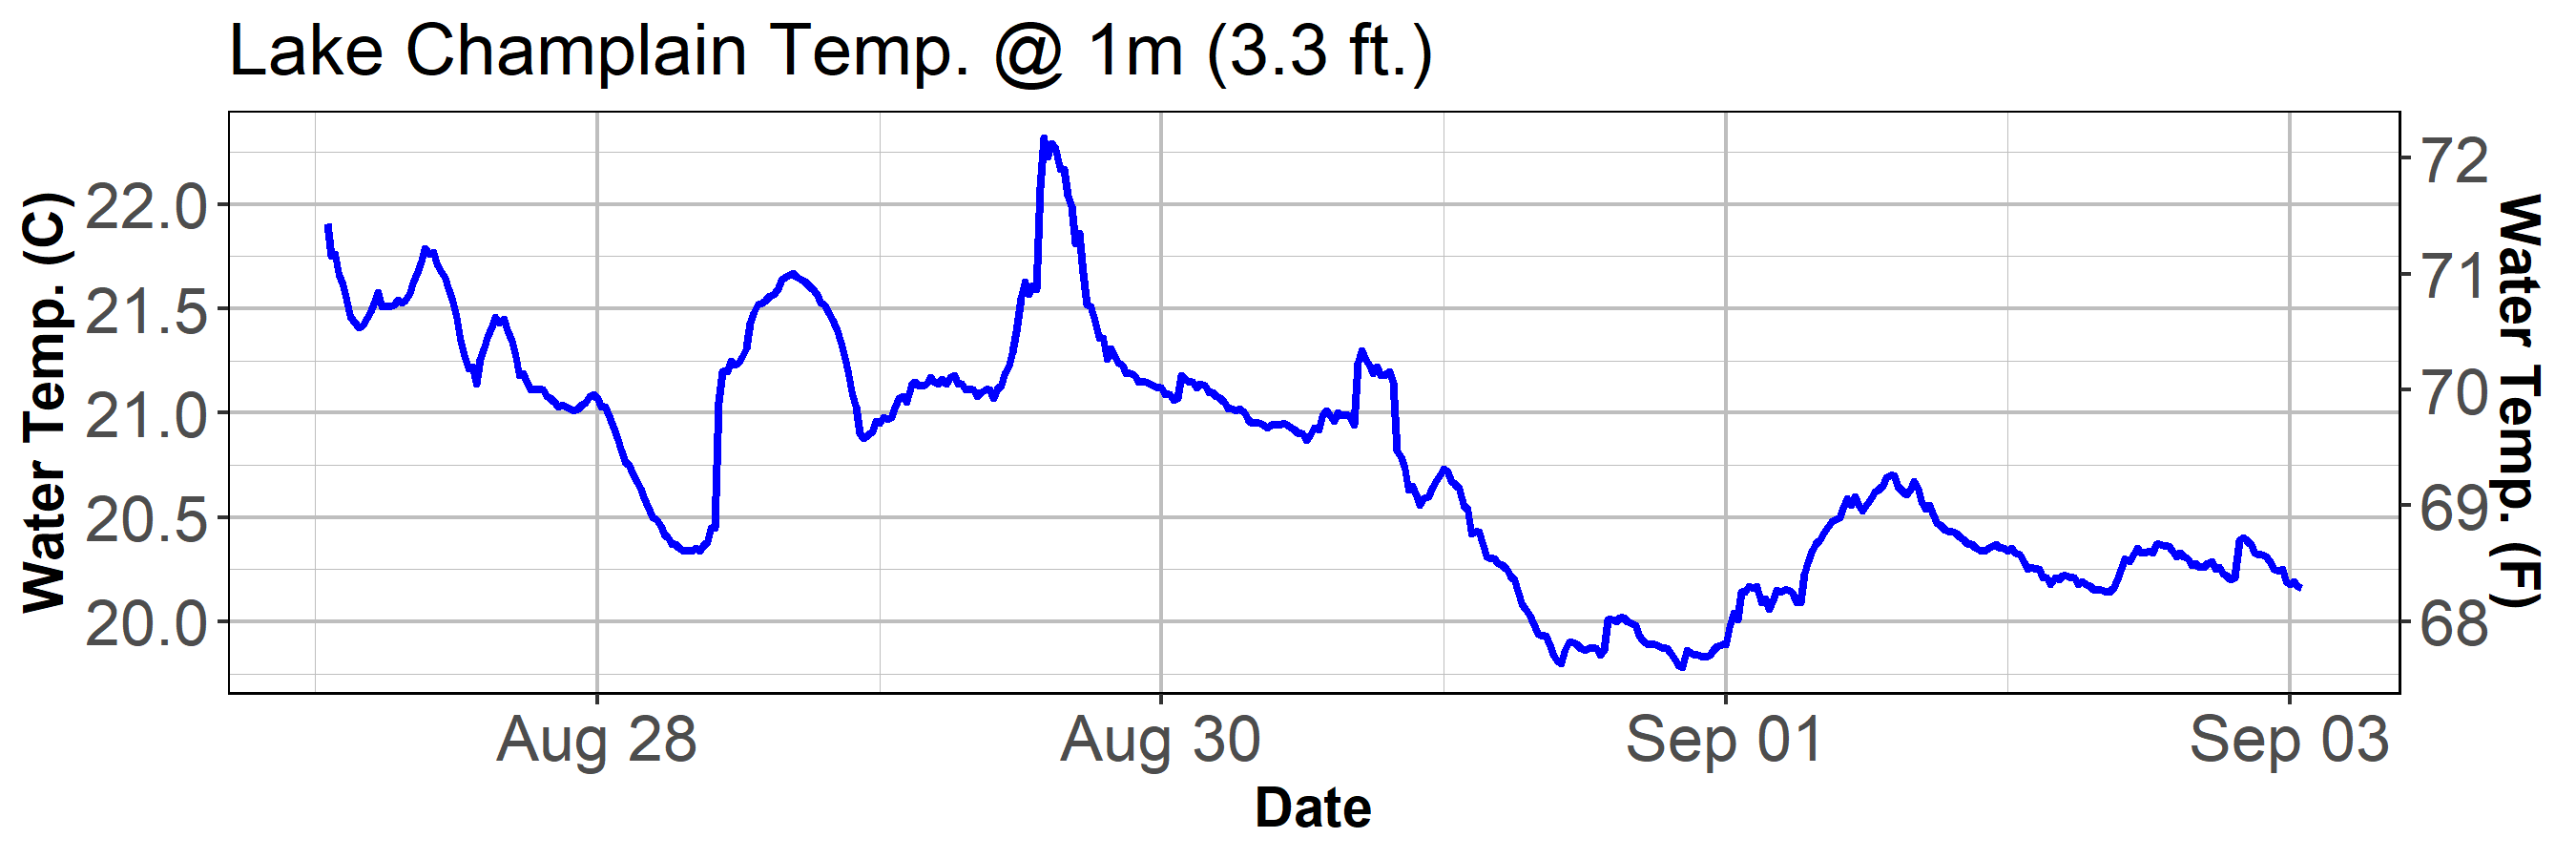 Lake Champlain Temp. @ 1m (3.3 ft.)
Water Temp. (C)
22.0
21.5
21.0
20.5
20.0
72
71
70
69
68
Water Temp. (F)
Aug 28
Aug 30
Sep 01
Sep 03
Date